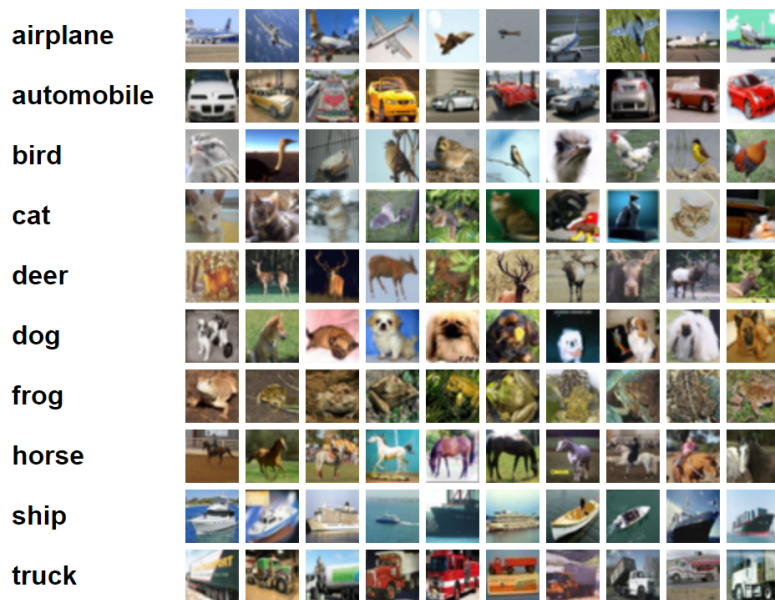 airplane
automobile
bird
cat
deer
dog
frog
horse
ship
truck